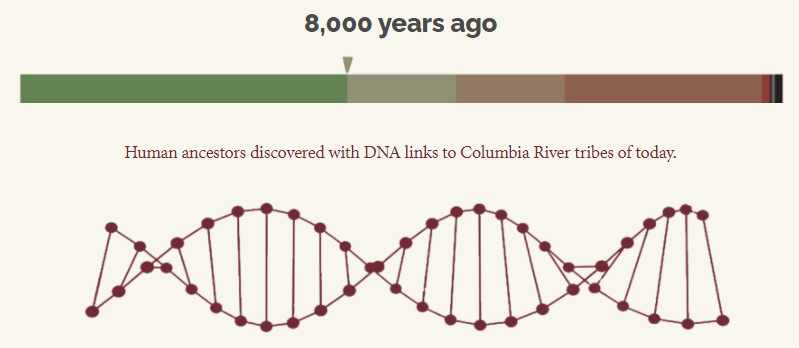 8,000 years ago
Human ancestors discovered with DNA links to Columbia River tribes of today.